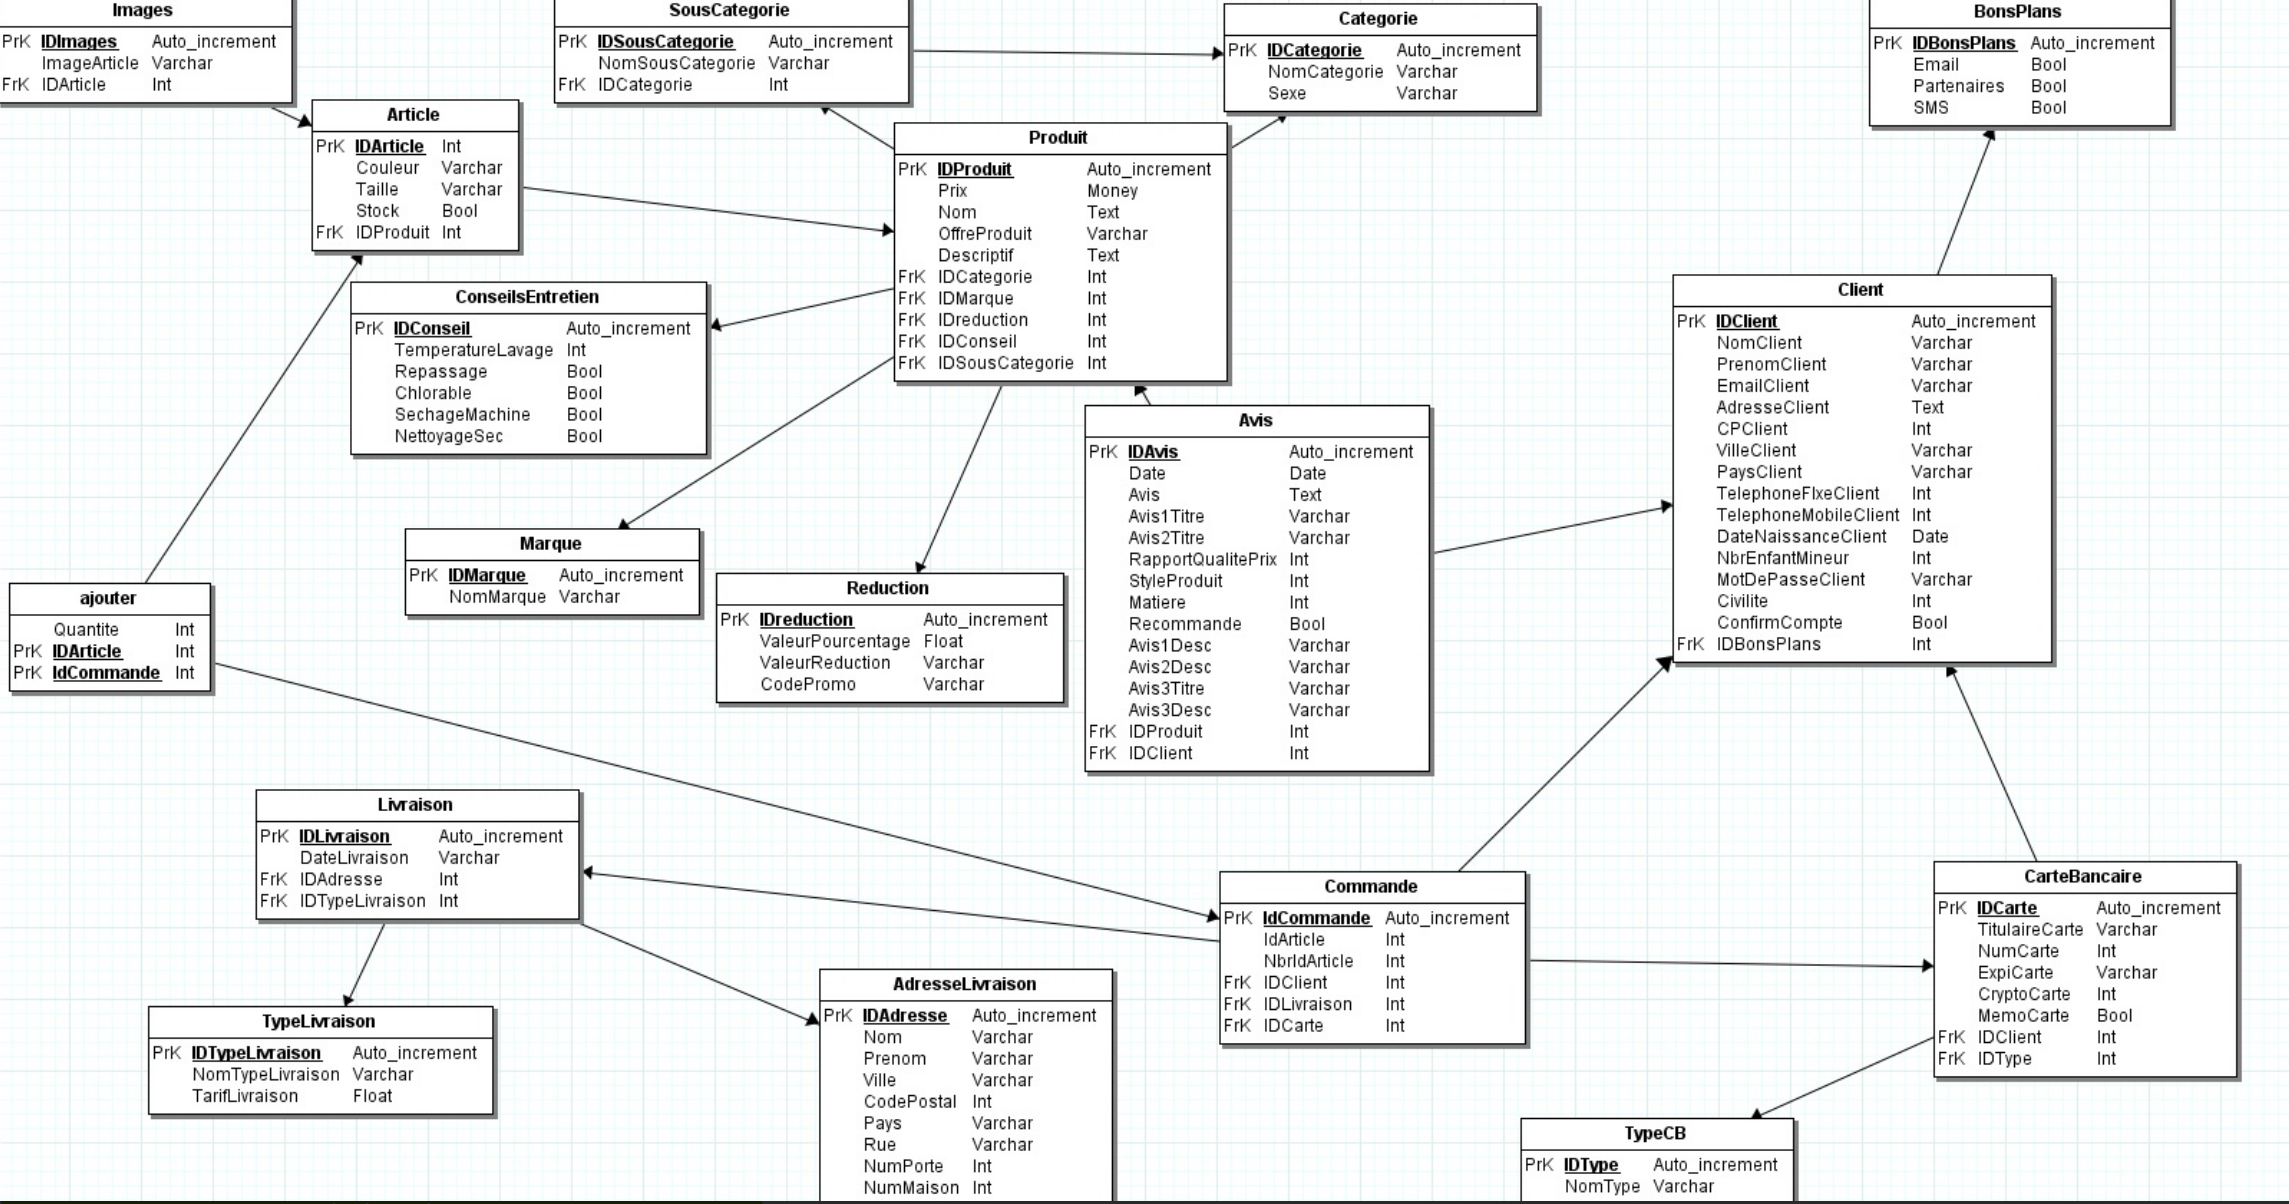 Images
PrK IDImages Auto_increment
ImageArticle Varchar
FrK IDArticle Int
SousCategorie
PrK IDSousCategorie Auto_increment
NomSousCategorie Varchar
FrK IDCategorie Int
Categorie
PrK IDCategorie Auto_increment
NomCategorie Varchar
Sexe Varchar
BonsPlans
PrK IDBonsPlans Auto_increment
Email Bool
Partenaires Bool
SMS Bool
Article
PrK IDArticle Int
Couleur Varchar
Taille Varchar
Stock Bool
FrK IDProduit Int
Produit
PrK IDProduit Auto_increment
Prix Money
Nom Text
OffreProduit Varchar
Descriptif Text
FrK IDCategorie Int
FrK IDMarque Int
FrK IDreduction Int
FrK IDConseil Int
FrK IDSousCategorie Int
ConseilsEntretien
PrK IDConseil Auto_increment
TemperatureLavage Int
Repassage Bool
Chlorable Bool
SechageMachine Bool
NettoyageSec Bool
Client
PrK IDClient Auto_increment
NomClient Varchar
PrenomClient Varchar
EmailClient Varchar
AdresseClient Text
CPClient Int
VilleClient Varchar
PaysClient Varchar
TelephoneFIxeClient Int
TelephoneMobileClient Int
DateNaissanceClient Date
NbrEnfantMineur Int
MotDePasseClient Varchar
Civilite Int
ConfirmCompte Bool
FrK IDBonsPlans Int
Avis
PrK IDAvis Auto_increment
Date Date
Avis Text
Avis1Titre Varchar
Avis2Titre Varchar
RapportQualitePrix Int
StyleProduit Int
Matiere Int
Recommande Bool
Avis1Desc Varchar
Avis2Desc Varchar
Avis3Titre Varchar
Avis3Desc Varchar
FrK IDProduit Int
FrK IDClient Int
Marque
PrK IDMarque Auto_increment
NomMarque Varchar
Reduction
PrK IDreduction Auto_increment
ValeurPourcentage Float
ValeurReduction Varchar
CodePromo Varchar
ajouter
Quantite Int
PrK IDArticle Int
PrK IdCommande Int
Livraison
PrK IDLivraison Auto_increment
DateLivraison Varchar
FrK IDAdresse Int
FrK IDTypeLivraison Int
Commande
PrK IdCommande Auto_increment
IdArticle Int
NbrIdArticle Int
FrK IDClient Int
FrK IDLivraison Int
FrK IDCarte Int
CarteBancaire
PrK IDCarte Auto_increment
TitulaireCarte Varchar
NumCarte Int
ExpiCarte Varchar
CryptoCarte Int
MemoCarte Bool
FrK IDClient Int
FrK IDType Int
AdresseLivraison
PrK IDAdresse Auto_increment
Nom Varchar
Prenom Varchar
Ville Varchar
CodePostal Int
Pays Varchar
Rue Varchar
NumPorte Int
NumMaison Int
TypeLivraison
PrK IDTypeLivraison Auto_increment
NomTypeLivraison Varchar
TarifLivraison Float
TypeCB
PrK IDType Auto_increment
NomType Varchar